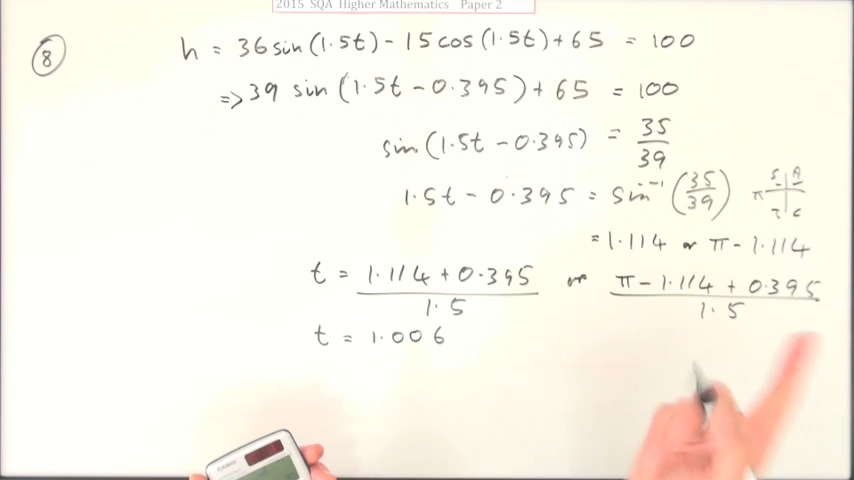 2015 SQA Higher Mathematics Paper 2
8
h = 36 sin (1.5t) - 15 cos (1.5t) + 65 = 100
=> 39 sin (1.5t - 0.395) + 65 = 100
sin (1.5t - 0.395) = 35/39
1.5t - 0.395 = sin⁻¹ (35/39) π S A T C
= 1.114 or π - 1.114
t = (1.114 + 0.395)/1.5 or (π - 1.114 + 0.395)/1.5
t = 1.006
CASIO